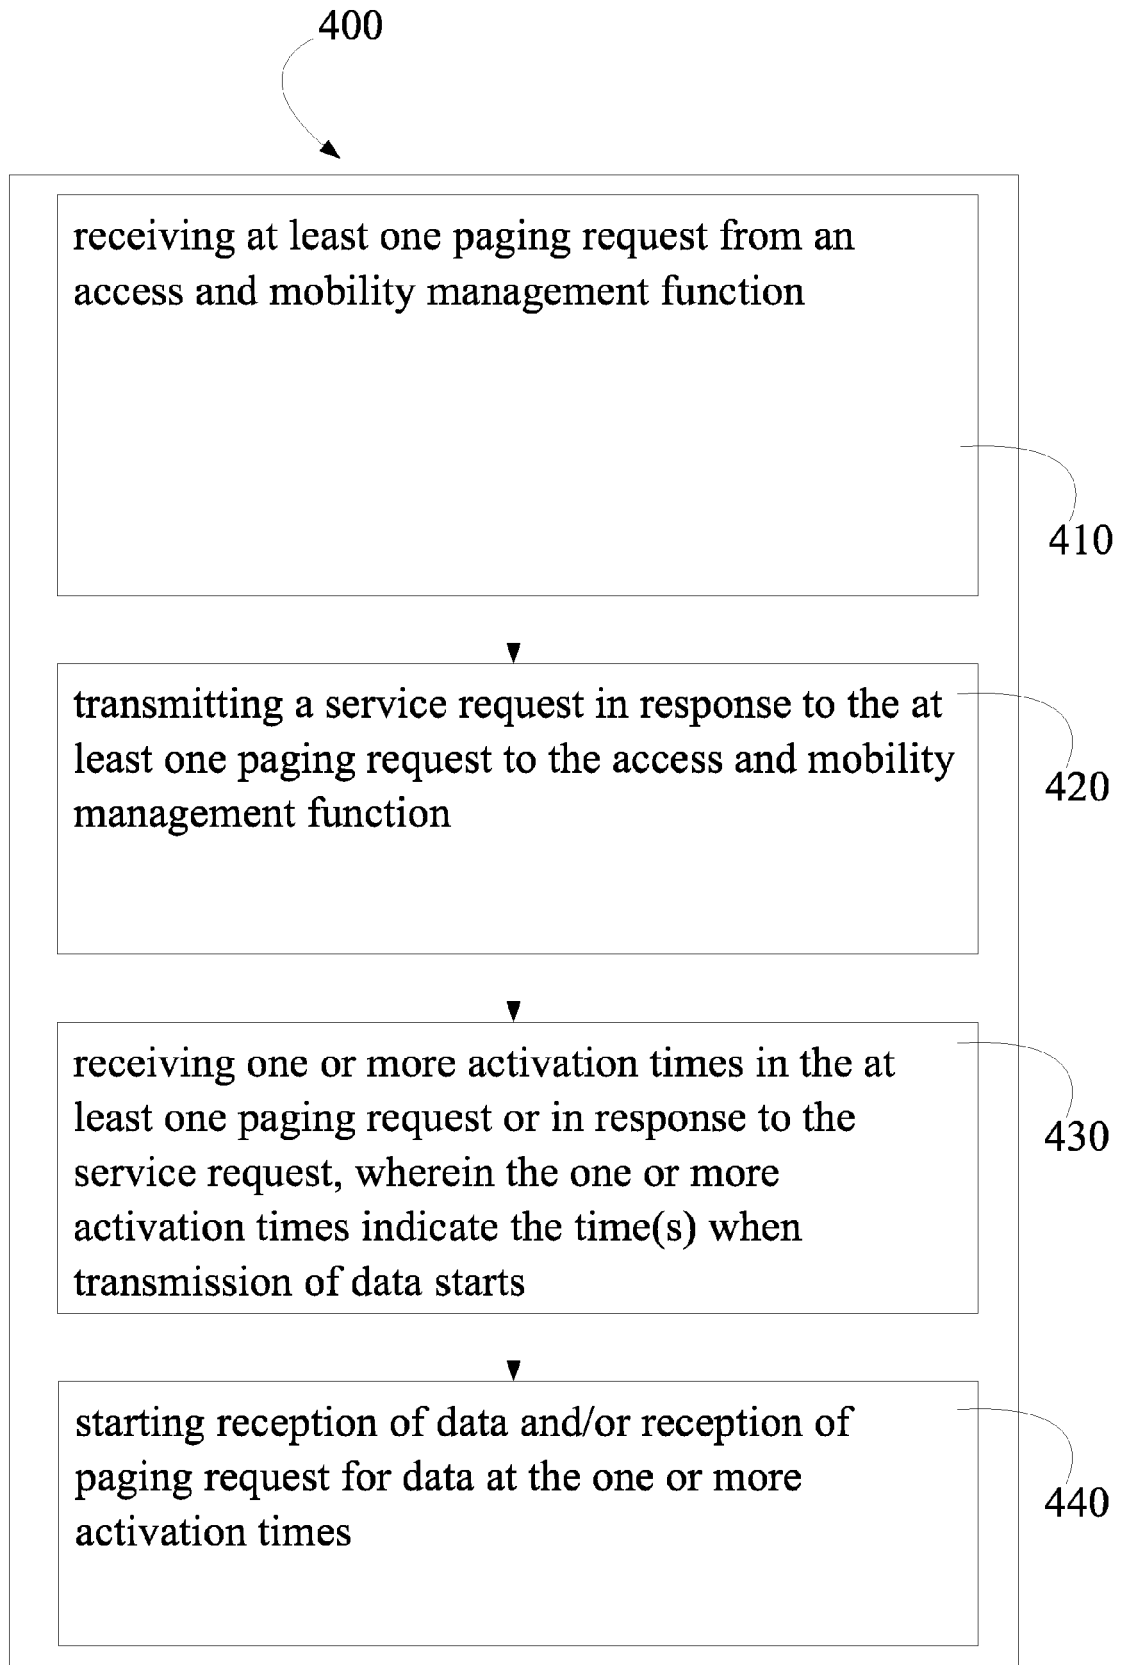 400
receiving at least one paging request from an
access and mobility management function
410
transmitting a service request in response to the at
least one paging request to the access and mobility
management function
420
receiving one or more activation times in the at
least one paging request or in response to the
service request, wherein the one or more
activation times indicate the time(s) when
transmission of data starts
430
starting reception of data and/or reception of
paging request for data at the one or more
activation times
440